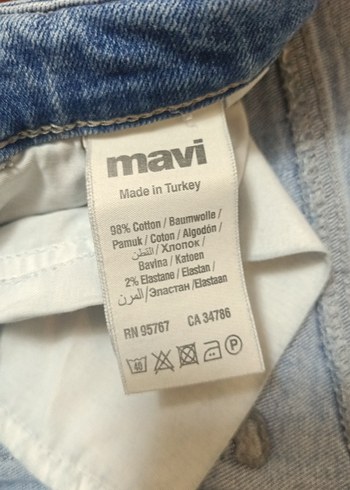 mavi
Made in Turkey
98% Cotton / Baumwolle /
Pamuk / Coton / Algodón /
القطن / Хлопок /
Bavlna / Katoen
2% Elastane / Elastan /
المرن / Эластан / Elastaan
RN 95767 CA 34786
40 P